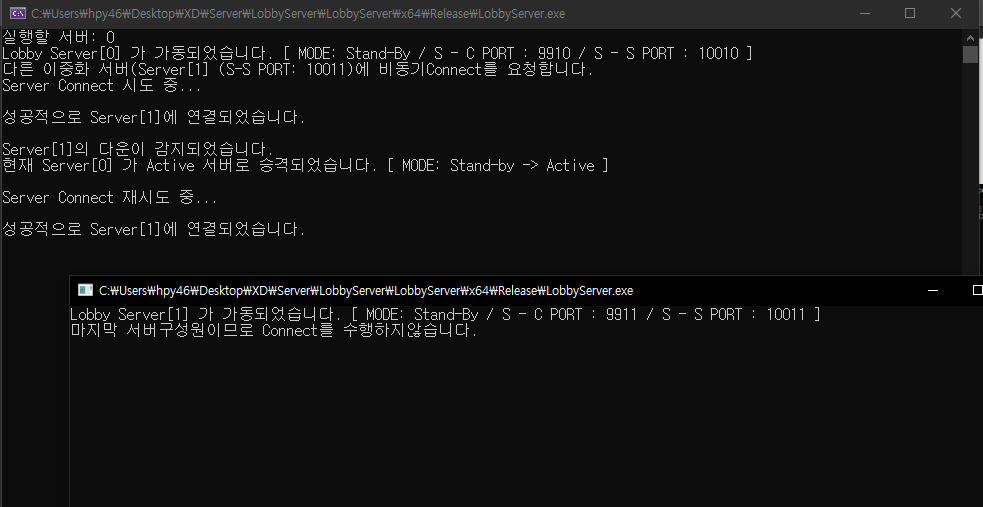 C:₩Users₩hpy46₩Desktop₩XD₩Server₩LobbyServer₩LobbyServer₩x64₩Release₩LobbyServer.exe
실행할 서버: 0
Lobby Server[0] 가 가동되었습니다. [ MODE: Stand-By / S - C PORT : 9910 / S - S PORT : 10010 ]
다른 이중화 서버(Server[1] (S-S PORT: 10011)에 비동기Connect를 요청합니다.
Server Connect 시도 중...
성공적으로 Server[1]에 연결되었습니다.
Server[1]의 다운이 감지되었습니다.
현재 Server[0] 가 Active 서버로 승격되었습니다. [ MODE: Stand-by -> Active ]
Server Connect 재시도 중...
성공적으로 Server[1]에 연결되었습니다.
C:₩Users₩hpy46₩Desktop₩XD₩Server₩LobbyServer₩LobbyServer₩x64₩Release₩LobbyServer.exe
Lobby Server[1] 가 가동되었습니다. [ MODE: Stand-By / S - C PORT : 9911 / S - S PORT : 10011 ]
마지막 서버구성원이므로 Connect를 수행하지않습니다.